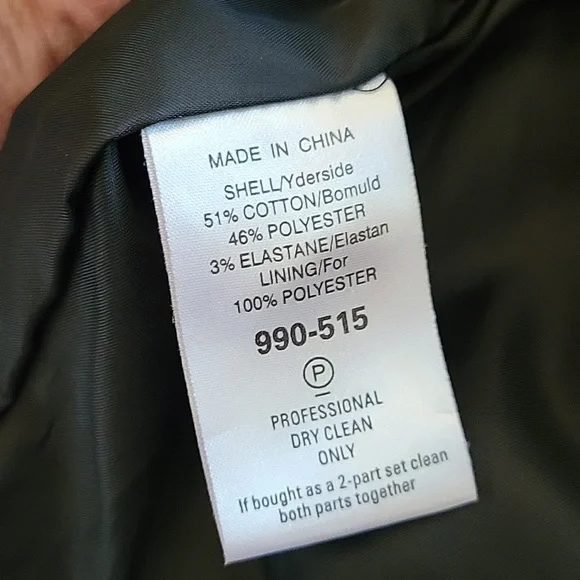 MADE IN CHINA
SHELL/Yderside
51% COTTON/Bomuld
46% POLYESTER
3% ELASTANE/Elastan
LINING/For
100% POLYESTER
990-515
P
PROFESSIONAL
DRY CLEAN
ONLY
If bought as a 2-part set clean
both parts together